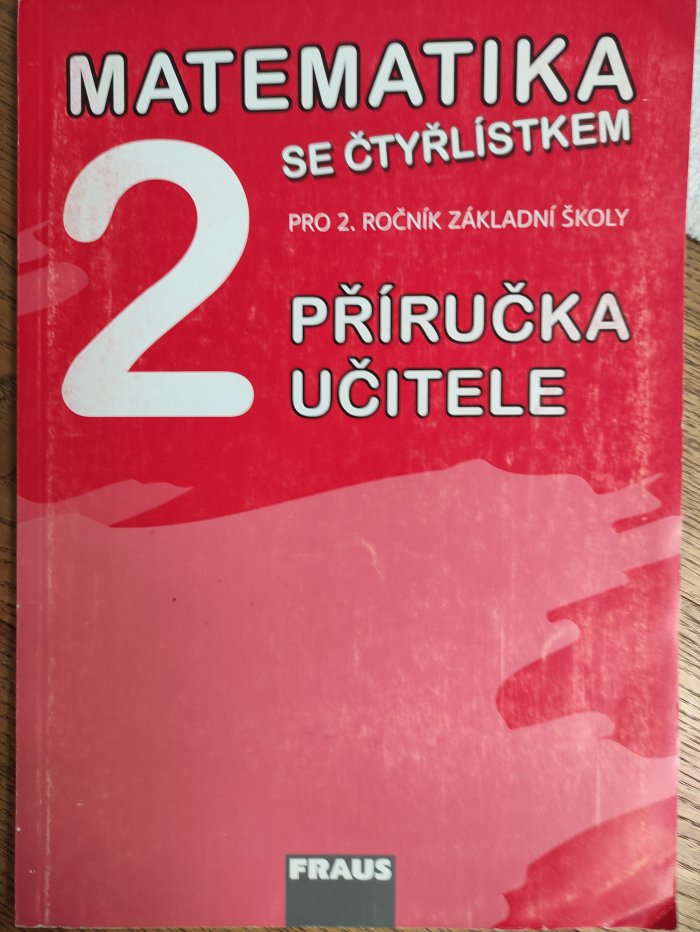 MATEMATIKA
SE ČTYŘLÍSTKEM
2
PRO 2. ROČNÍK ZÁKLADNÍ ŠKOLY
PŘÍRUČKA
UČITELE
FRAUS